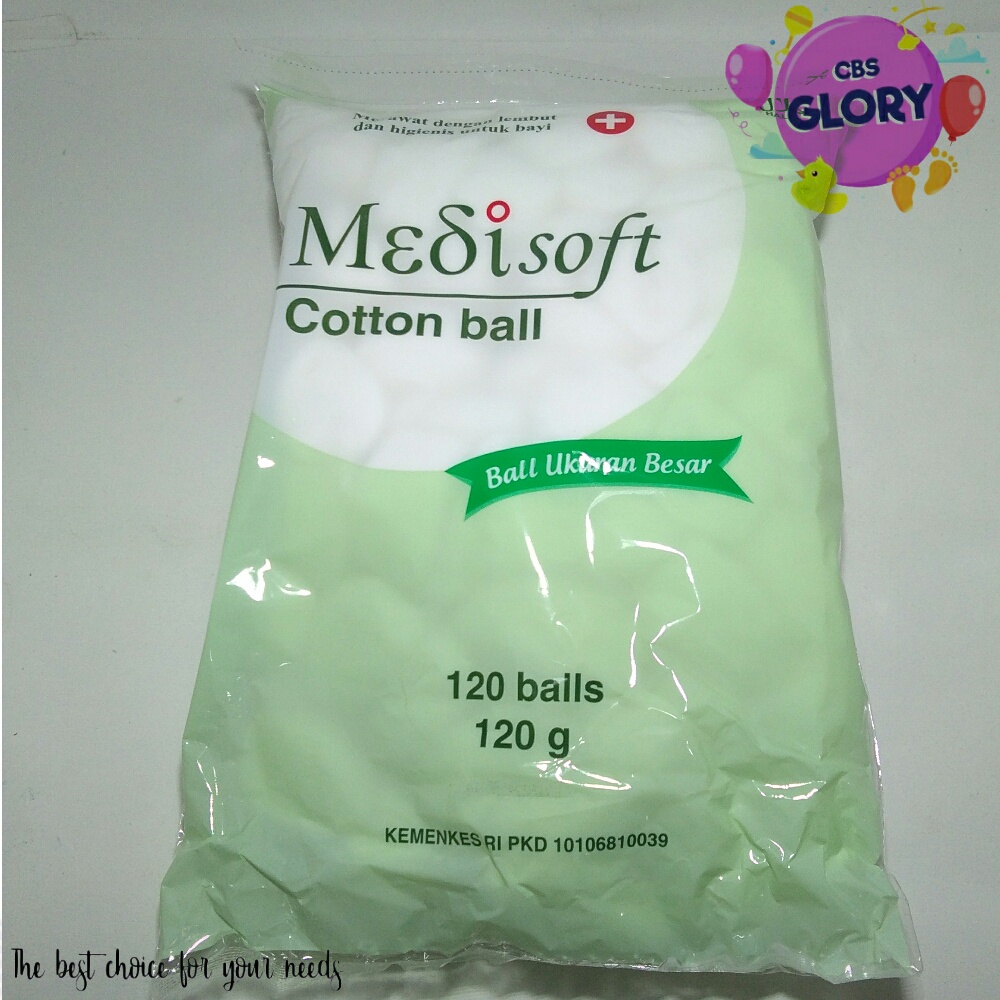 CBS
GLORY
Merawat dengan lembut
dan higienis untuk bayi
Medisoft
Cotton ball
Ball Ukuran Besar
120 balls
120 g
KEMENKES RI PKD 10106810039
The best choice for your needs